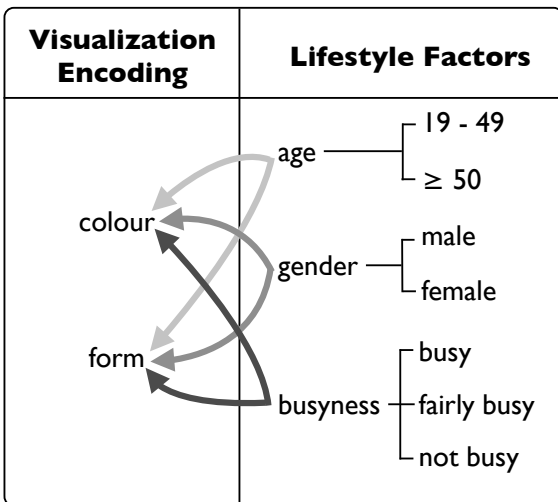 Visualization
Encoding
Lifestyle Factors
19 - 49
age
≥ 50
colour
male
gender
female
form
busy
busyness
fairly busy
not busy